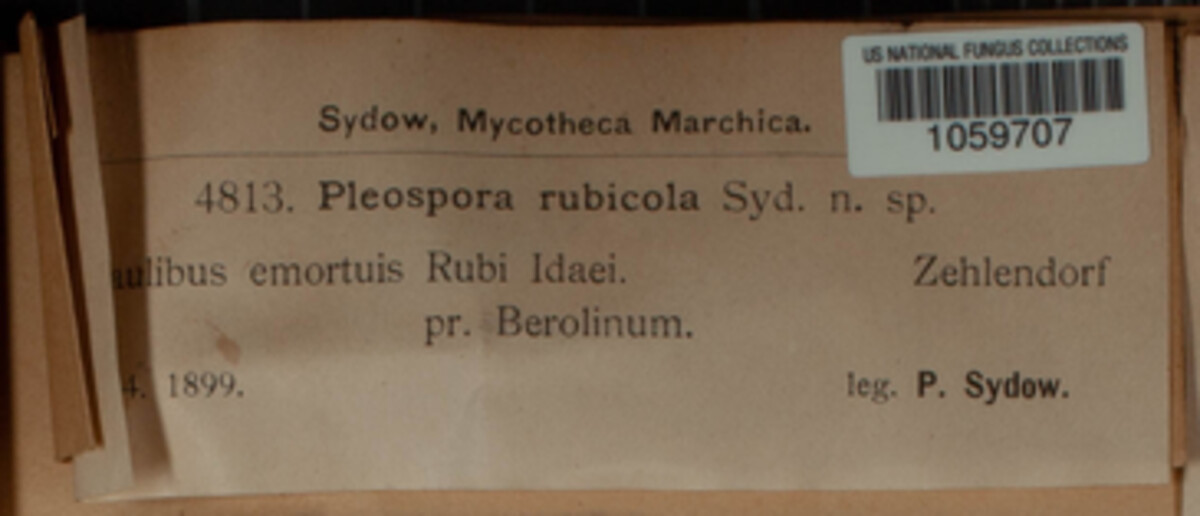 US NATIONAL FUNGUS COLLECTIONS
1059707
Sydow, Mycotheca Marchica.
4813. Pleospora rubicola Syd. n. sp.
aulibus emortuis Rubi Idaei. Zehlendorf
pr. Berolinum.
4. 1899. leg. P. Sydow.